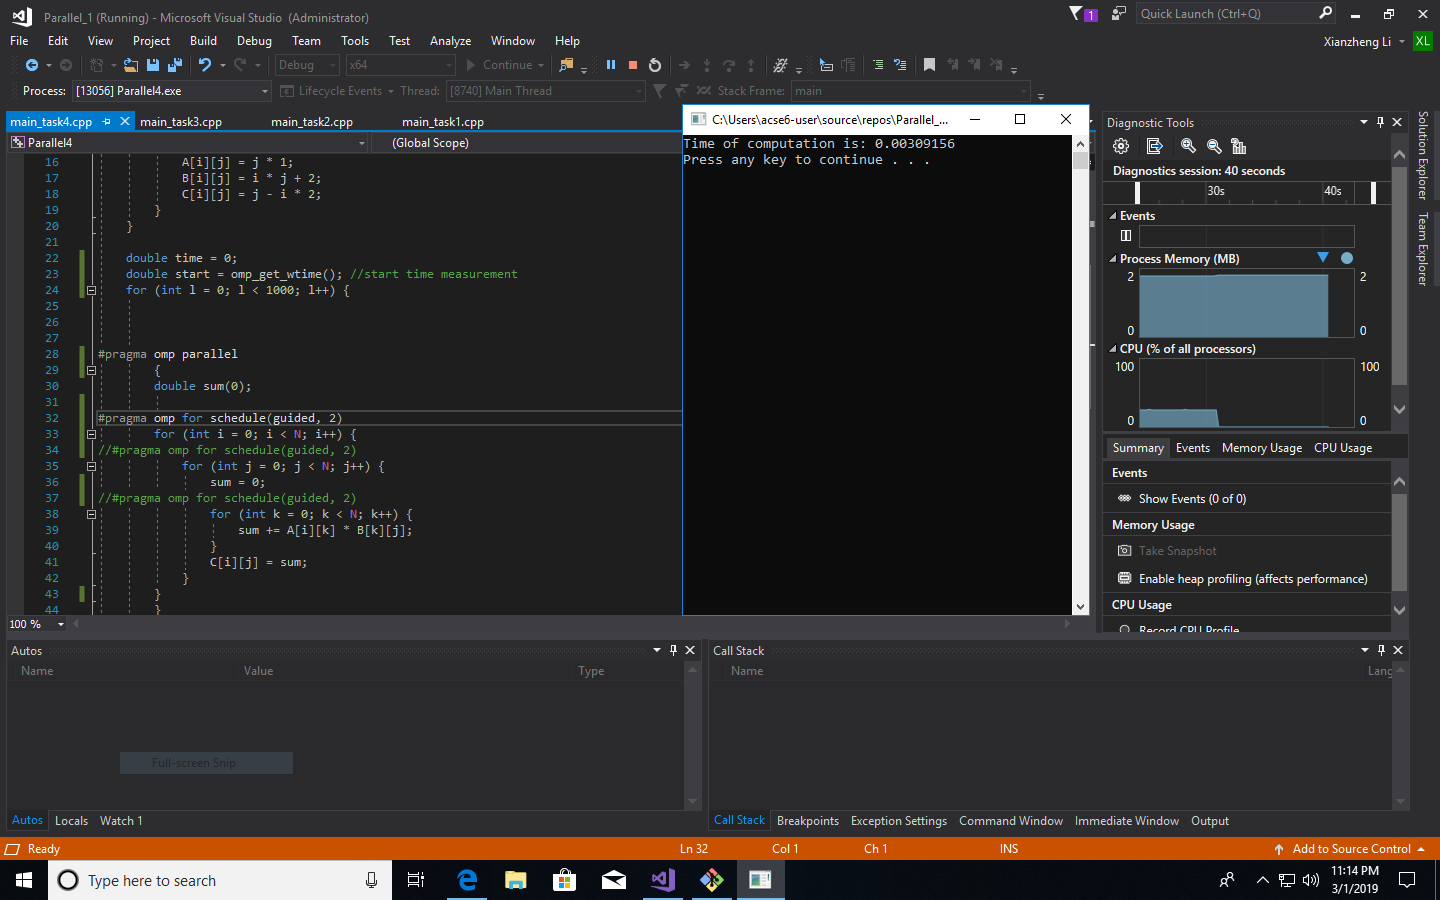 Parallel_1 (Running) - Microsoft Visual Studio (Administrator)
1
Quick Launch (Ctrl+Q)
File Edit View Project Build Debug Team Tools Test Analyze Window Help
Xianzheng Li
XL
Debug x64 Continue
Process: [13056] Parallel4.exe Lifecycle Events Thread: [8740] Main Thread Stack Frame: main
main_task4.cpp main_task3.cpp main_task2.cpp main_task1.cpp
Parallel4 (Global Scope)
16 A[i][j] = j * 1;
17 B[i][j] = i * j + 2;
18 C[i][j] = j - i * 2;
19 }
20 }
21
22 double time = 0;
23 double start = omp_get_wtime(); //start time measurement
24 for (int l = 0; l < 1000; l++) {
25
26
27
28 #pragma omp parallel
29 {
30 double sum(0);
31
32 #pragma omp for schedule(guided, 2)
33 for (int i = 0; i < N; i++) {
34 //#pragma omp for schedule(guided, 2)
35 for (int j = 0; j < N; j++) {
36 sum = 0;
37 //#pragma omp for schedule(guided, 2)
38 for (int k = 0; k < N; k++) {
39 sum += A[i][k] * B[k][j];
40 }
41 C[i][j] = sum;
42 }
43 }
44 }
100 %
C:\Users\acse6-user\source\repos\Parallel_...
Time of computation is: 0.00309156
Press any key to continue . . .
Diagnostic Tools
Diagnostics session: 40 seconds
30s 40s
Events
Process Memory (MB)
2 2
0 0
CPU (% of all processors)
100 100
0 0
Summary Events Memory Usage CPU Usage
Events
Show Events (0 of 0)
Memory Usage
Take Snapshot
Enable heap profiling (affects performance)
CPU Usage
Record CPU Profile
Solution Explorer
Team Explorer
Autos
Name Value Type
Full-screen Snip
Autos Locals Watch 1
Call Stack
Name Lang
Call Stack Breakpoints Exception Settings Command Window Immediate Window Output
Ready Ln 32 Col 1 Ch 1 INS Add to Source Control
Type here to search
11:14 PM
3/1/2019